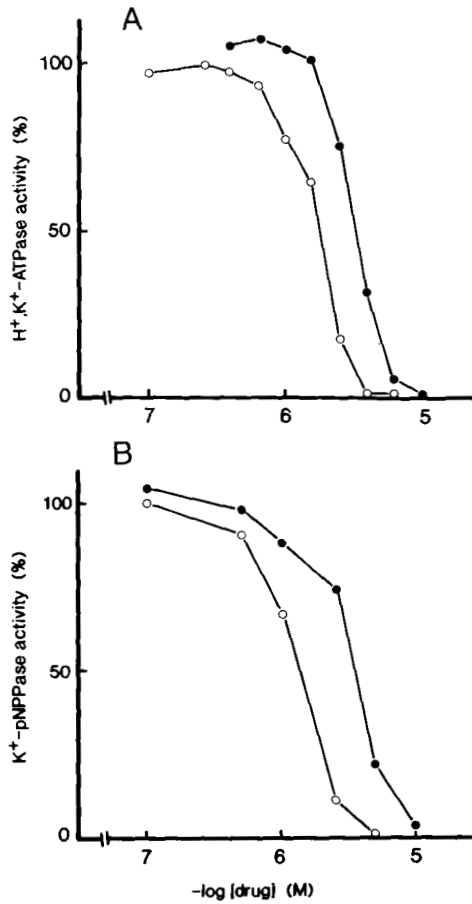 A
100
50
0
H+,K+-ATPase activity (%)
7
6
5
B
100
50
0
K+-pNPPase activity (%)
7
6
5
-log [drug] (M)